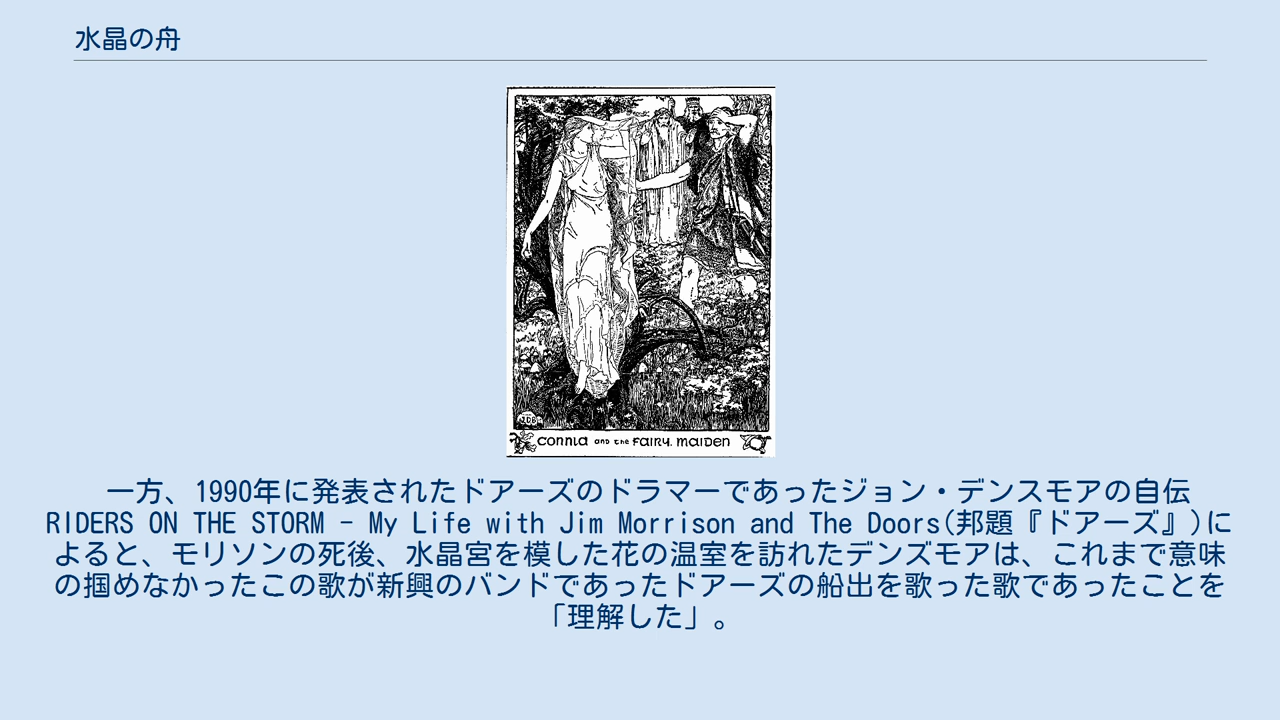 水晶の舟
JDB
connla and the fairy maiden
一方、1990年に発表されたドアーズのドラマーであったジョン・デンスモアの自伝
RIDERS ON THE STORM - My Life with Jim Morrison and The Doors(邦題『ドアーズ』)に
よると、モリソンの死後、水晶宮を模した花の温室を訪れたデンズモアは、これまで意味
の掴めなかったこの歌が新興のバンドであったドアーズの船出を歌った歌であったことを
「理解した」。